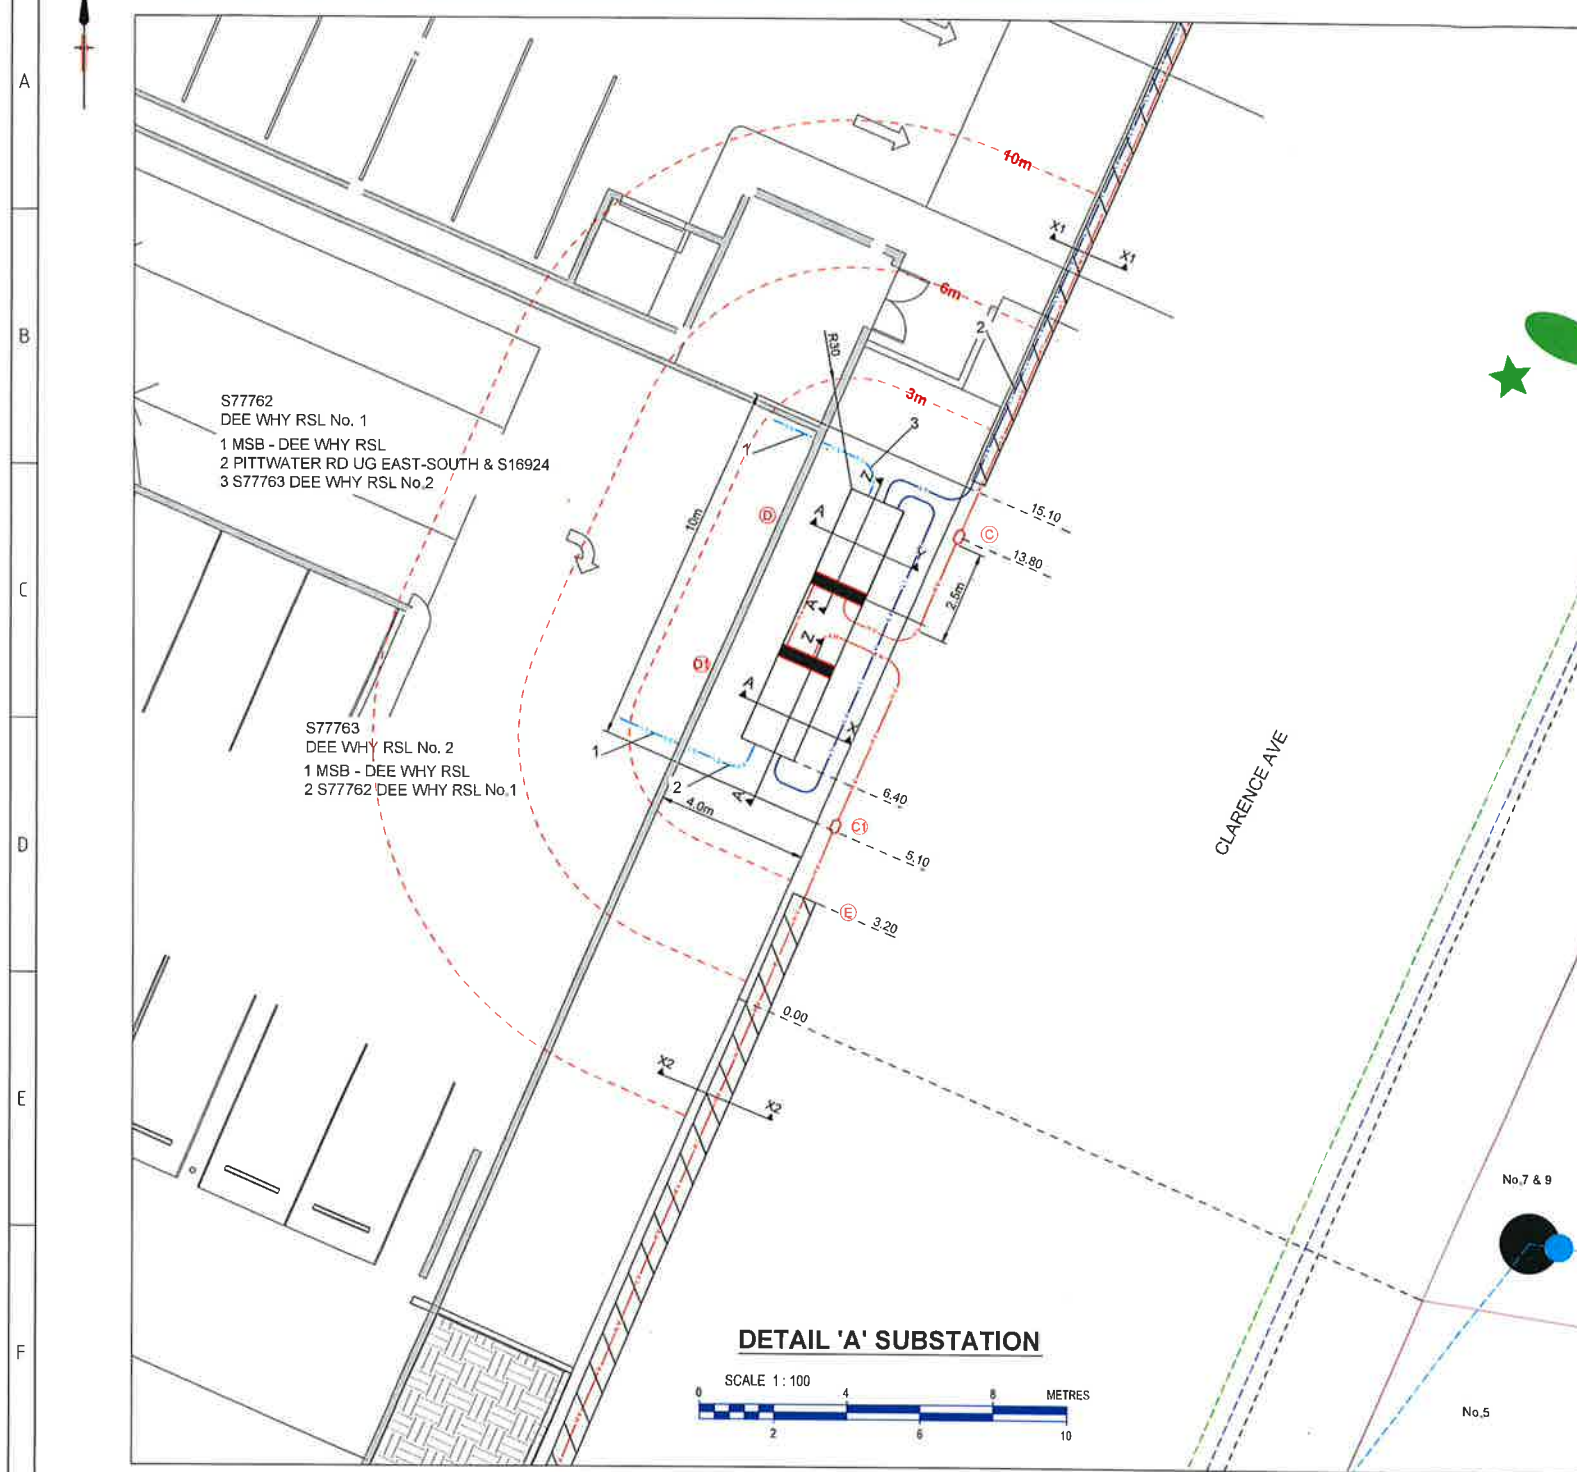 A
B
C
D
E
F
10m
X1
X1
6m
2
R30
3m
3
1
S77762
DEE WHY RSL No. 1
1 MSB - DEE WHY RSL
2 PITTWATER RD UG EAST-SOUTH & S16924
3 S77763 DEE WHY RSL No.2
10m
Z
A
D
15.10
C
13.80
2.5m
A
Z
D1
A
X
S77763
DEE WHY RSL No. 2
1 MSB - DEE WHY RSL
2 S77762 DEE WHY RSL No.1
1
2
A
4.0m
6.40
C1
5.10
E
3.20
CLARENCE AVE
0.00
X2
X2
No.7 & 9
DETAIL 'A' SUBSTATION
SCALE 1 : 100
0 4 8 METRES
2 6 10
No.5